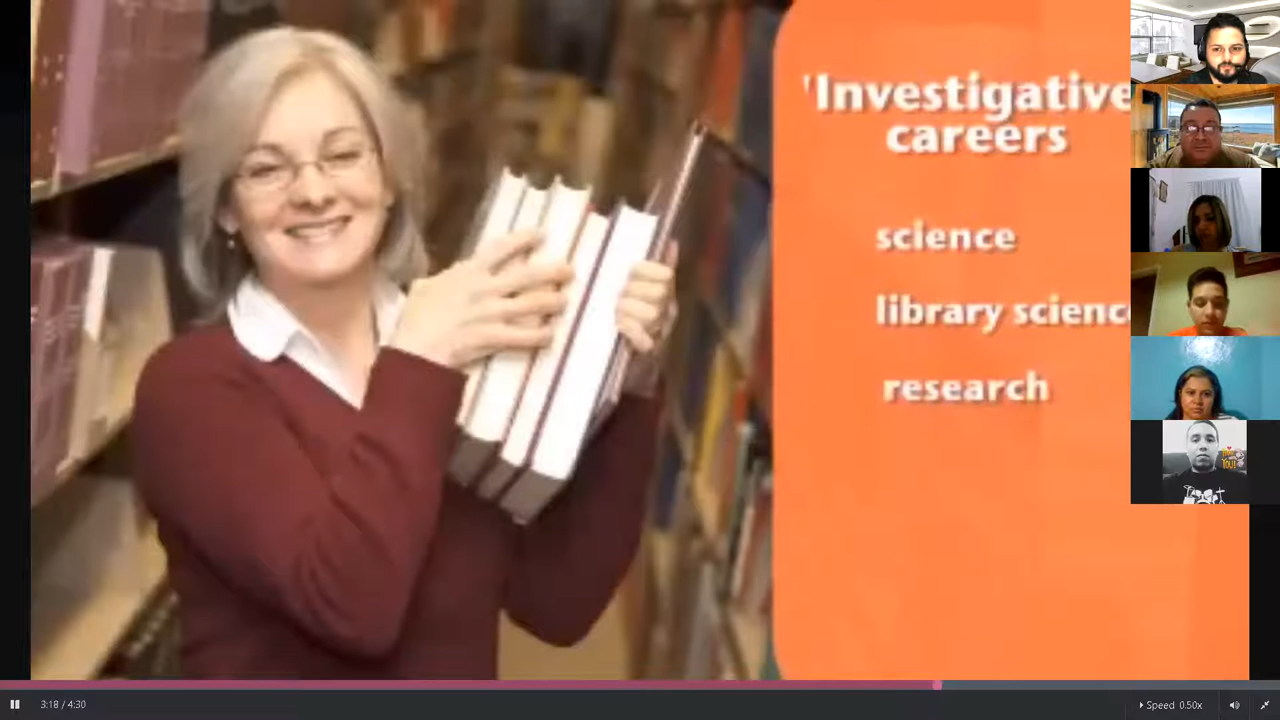 'Investigative
careers
science
library scienc
research
3:18 / 4:30
Speed 0.50x